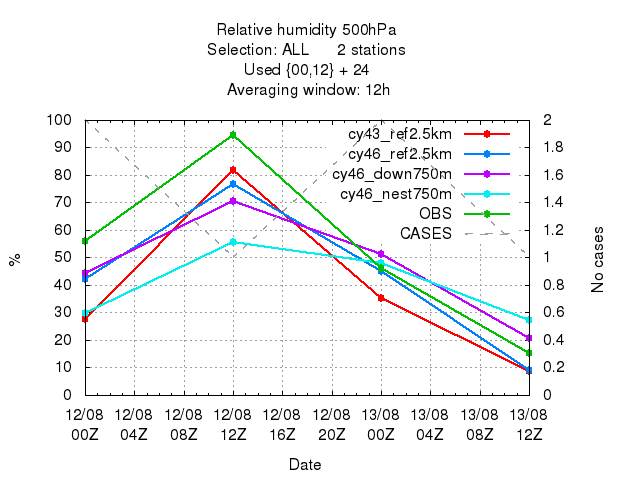 Relative humidity 500hPa
Selection: ALL 2 stations
Used {00,12} + 24
Averaging window: 12h
100 2
90 1.8
80 1.6
70 1.4
60 1.2
50 1
40 0.8
30 0.6
20 0.4
10 0.2
0 0
cy43_ref2.5km
cy46_ref2.5km
cy46_down750m
cy46_nest750m
OBS
CASES
%
No cases
12/08 12/08 12/08 12/08 12/08 12/08 13/08 13/08 13/08 13/08
00Z 04Z 08Z 12Z 16Z 20Z 00Z 04Z 08Z 12Z
Date